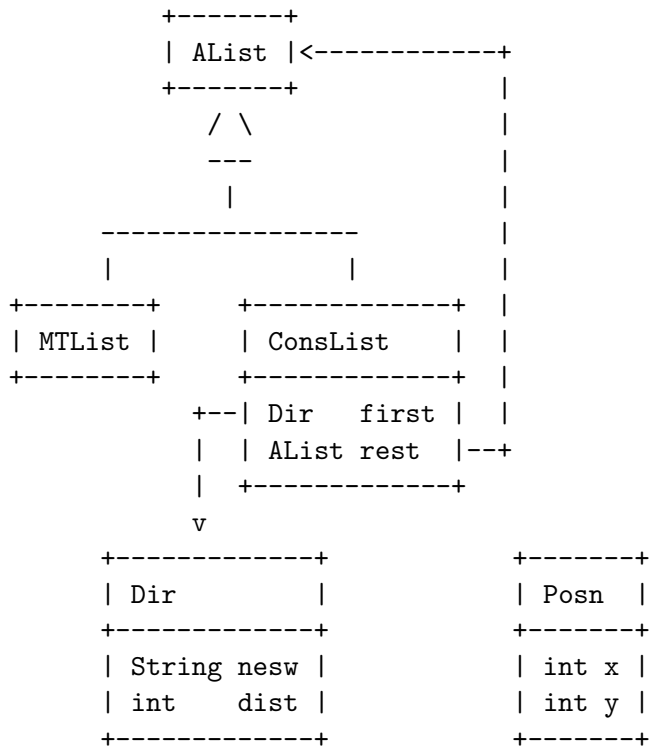 AList
MTList
ConsList
Dir first
AList rest
v
Dir
Posn
String nesw
int x
int dist
int y